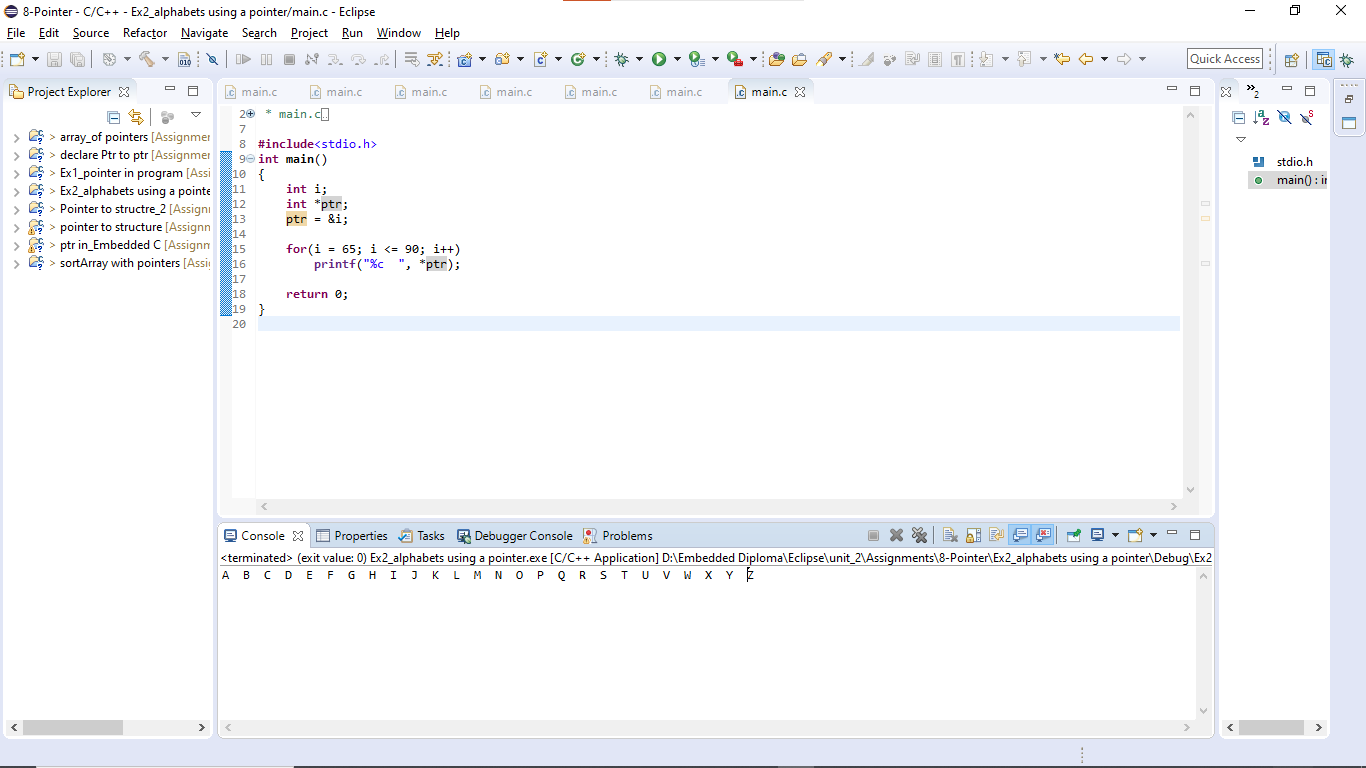 8-Pointer - C/C++ - Ex2_alphabets using a pointer/main.c - Eclipse
File Edit Source Refactor Navigate Search Project Run Window Help
Quick Access
Project Explorer
> array_of pointers [Assignmer
> declare Ptr to ptr [Assignmer
> Ex1_pointer in program [Assi
> Ex2_alphabets using a pointe
> Pointer to structre_2 [Assignn
> pointer to structure [Assignm
> ptr in_Embedded C [Assignm
> sortArray with pointers [Assi
main.c main.c main.c main.c main.c main.c main.c
2 * main.c
7
8 #include<stdio.h>
9 int main()
10 {
11 int i;
12 int *ptr;
13 ptr = &i;
14
15 for(i = 65; i <= 90; i++)
16 printf("%c  ", *ptr);
17
18 return 0;
19 }
20
2
stdio.h
main() : i
Console Properties Tasks Debugger Console Problems
<terminated> (exit value: 0) Ex2_alphabets using a pointer.exe [C/C++ Application] D:\Embedded Diploma\Eclipse\unit_2\Assignments\8-Pointer\Ex2_alphabets using a pointer\Debug\Ex2
A B C D E F G H I J K L M N O P Q R S T U V W X Y Z